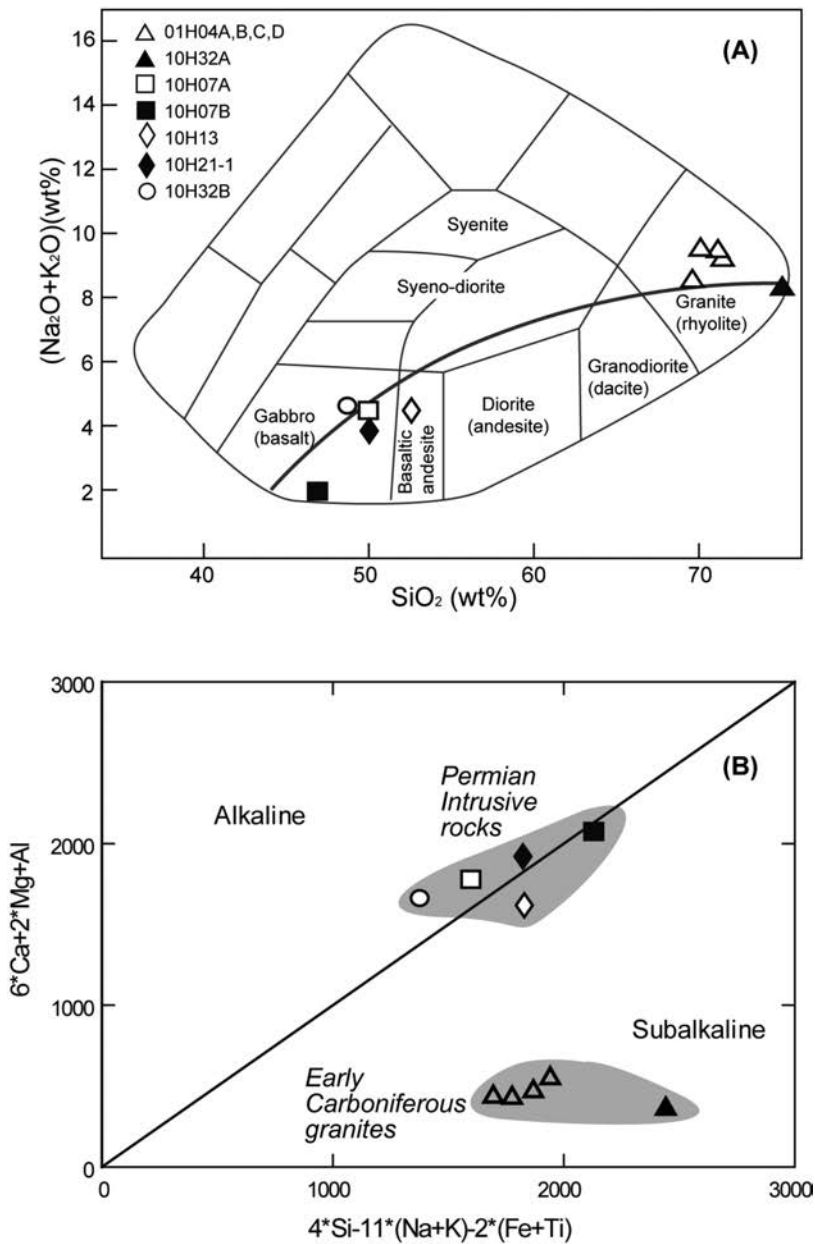 (A)
01H04A,B,C,D
10H32A
10H07A
10H07B
10H13
10H21-1
10H32B
16
14
12
10
8
6
4
2
(Na₂O+K₂O)(wt%)
Syenite
Syeno-diorite
Gabbro
(basalt)
Basaltic
andesite
Diorite
(andesite)
Granodiorite
(dacite)
Granite
(rhyolite)
40
50
60
70
SiO₂ (wt%)
(B)
3000
2000
1000
0
6*Ca+2*Mg+Al
Alkaline
Permian
Intrusive
rocks
Subalkaline
Early
Carboniferous
granites
0
1000
2000
3000
4*Si-11*(Na+K)-2*(Fe+Ti)